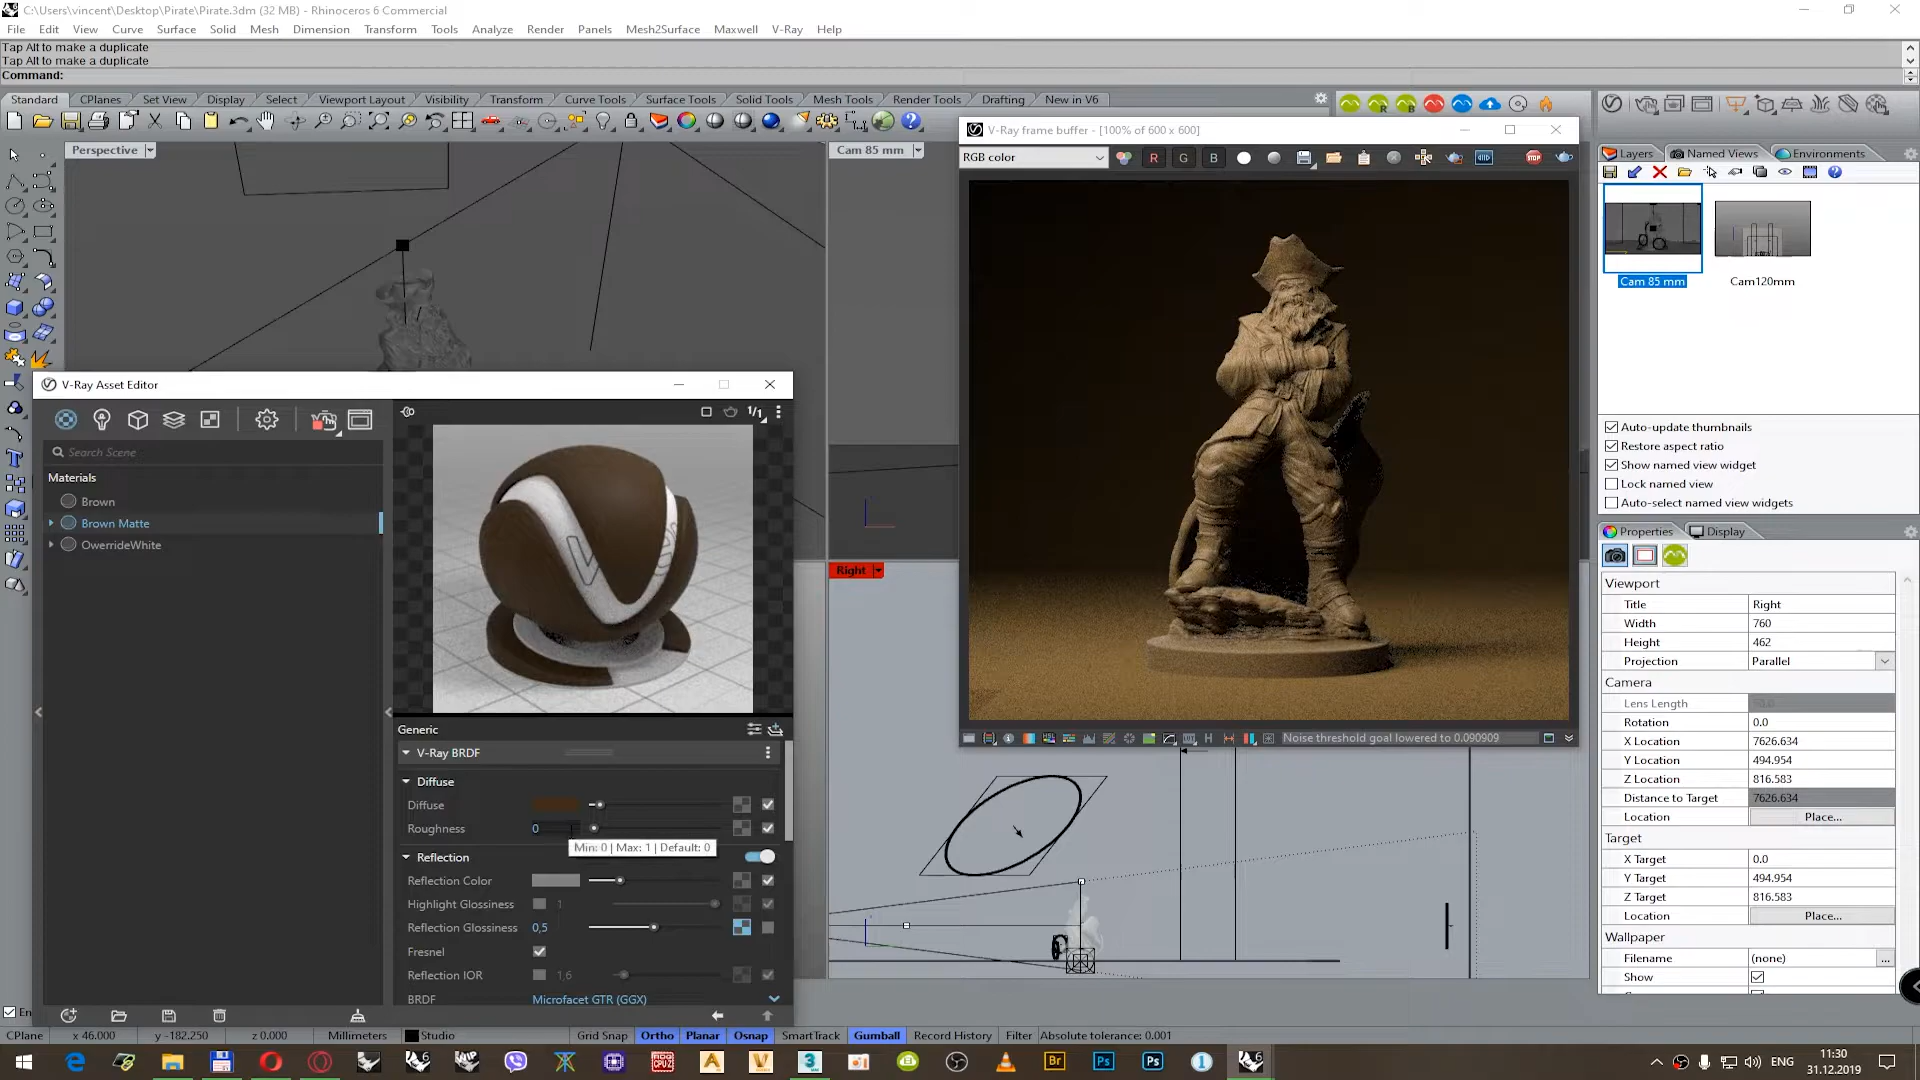 C:\Users\vincent\Desktop\Pirate\Pirate.3dm (32 MB) - Rhinoceros 6 Commercial
File Edit View Curve Surface Solid Mesh Dimension Transform Tools Analyze Render Panels Mesh2Surface Maxwell V-Ray Help
Tap Alt to make a duplicate
Tap Alt to make a duplicate
Command:
Standard CPlanes Set View Display Select Viewport Layout Visibility Transform Curve Tools Surface Tools Solid Tools Mesh Tools Render Tools Drafting New in V6
Perspective
Cam 85 mm
V-Ray frame buffer - [100% of 600 x 600]
RGB color
R G B
Noise threshold goal lowered to 0.090909
Layers Named Views Environments
Cam 85 mm
Cam120mm
Auto-update thumbnails
Restore aspect ratio
Show named view widget
Lock named view
Auto-select named view widgets
Properties Display
Viewport
Title Right
Width 760
Height 462
Projection Parallel
Camera
Lens Length
Rotation 0.0
X Location 7626.634
Y Location 494.954
Z Location 816.583
Distance to Target 7626.634
Location Place...
Target
X Target 0.0
Y Target 494.954
Z Target 816.583
Location Place...
Wallpaper
Filename (none) ...
Show
V-Ray Asset Editor
1/1
Search Scene
Materials
Brown
Brown Matte
OwerrideWhite
Generic
V-Ray BRDF
Diffuse
Diffuse
Roughness 0
Min: 0 | Max: 1 | Default: 0
Reflection
Reflection Color
Highlight Glossiness 1
Reflection Glossiness 0,5
Fresnel
Reflection IOR 1,6
BRDF Microfacet GTR (GGX)
Right
En
CPlane x 46.000 y -182.250 z 0.000 Millimeters Studio Grid Snap Ortho Planar Osnap SmartTrack Gumball Record History Filter Absolute tolerance: 0.001
ENG
11:30
31.12.2019